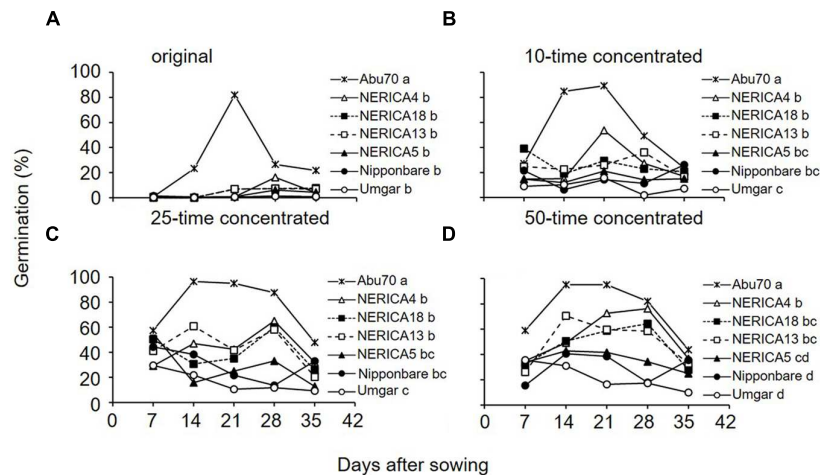 A
original
100
80
60
40
20
0
Abu70 a
NERICA4 b
NERICA18 b
NERICA13 b
NERICA5 b
Nipponbare b
Umgar b
B
10-time concentrated
Abu70 a
NERICA4 b
NERICA18 b
NERICA13 b
NERICA5 bc
Nipponbare bc
Umgar c
Germination (%)
C
25-time concentrated
100
80
60
40
20
0
0 7 14 21 28 35 42
Abu70 a
NERICA4 b
NERICA18 b
NERICA13 b
NERICA5 bc
Nipponbare bc
Umgar c
D
50-time concentrated
0 7 14 21 28 35 42
Abu70 a
NERICA4 b
NERICA18 bc
NERICA13 bc
NERICA5 cd
Nipponbare d
Umgar d
Days after sowing